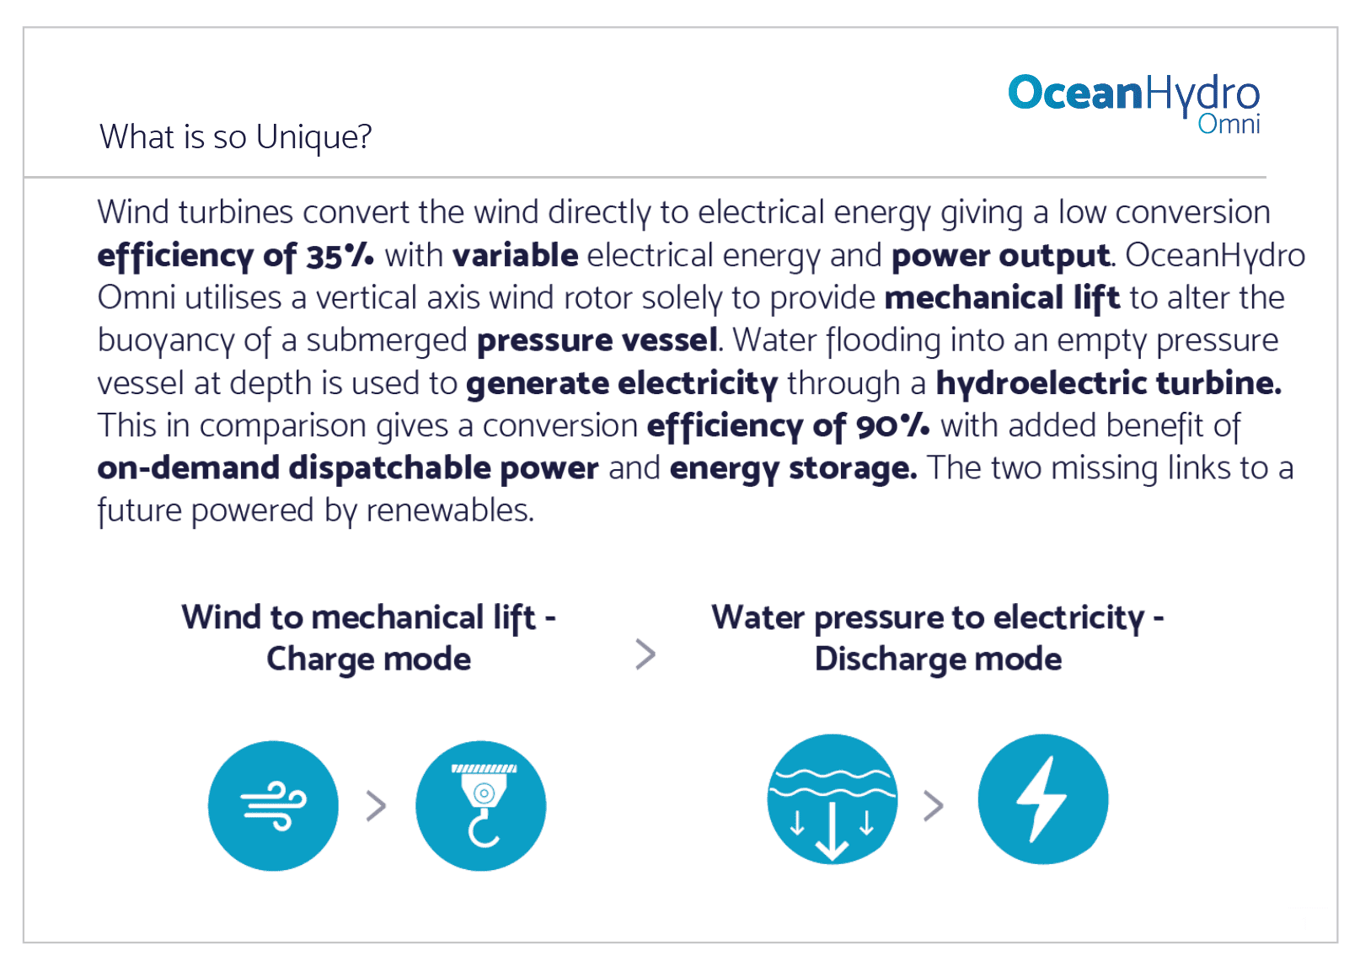 OceanHydro
Omni
What is so Unique?
Wind turbines convert the wind directly to electrical energy giving a low conversion
efficiency of 35% with variable electrical energy and power output. OceanHydro
Omni utilises a vertical axis wind rotor solely to provide mechanical lift to alter the
buoyancy of a submerged pressure vessel. Water flooding into an empty pressure
vessel at depth is used to generate electricity through a hydroelectric turbine.
This in comparison gives a conversion efficiency of 90% with added benefit of
on-demand dispatchable power and energy storage. The two missing links to a
future powered by renewables.
Wind to mechanical lift -
Charge mode
>
Water pressure to electricity -
Discharge mode
> >